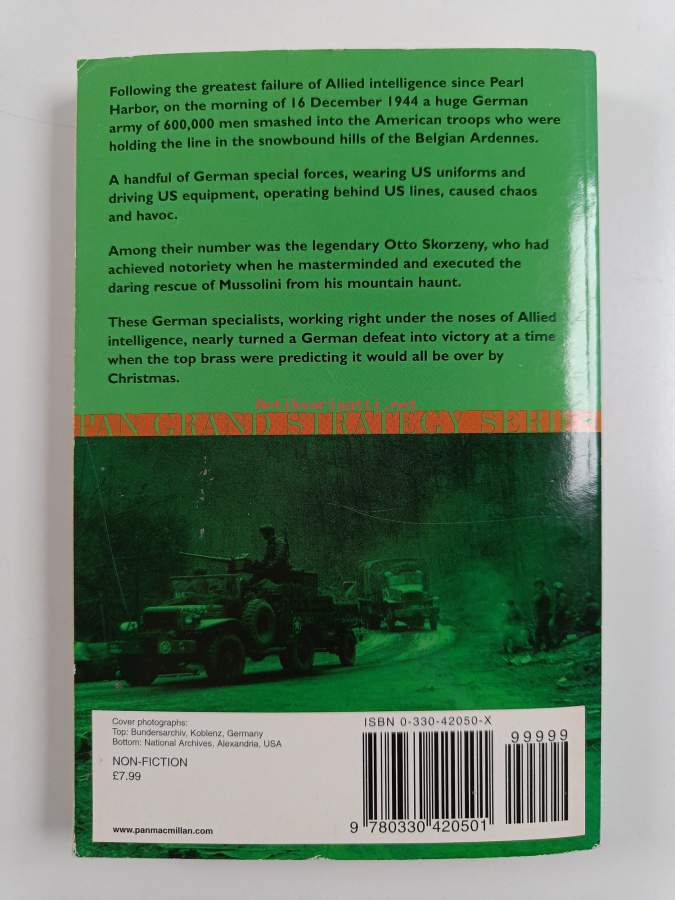 Following the greatest failure of Allied intelligence since Pearl
Harbor, on the morning of 16 December 1944 a huge German
army of 600,000 men smashed into the American troops who were
holding the line in the snowbound hills of the Belgian Ardennes.
A handful of German special forces, wearing US uniforms and
driving US equipment, operating behind US lines, caused chaos
and havoc.
Among their number was the legendary Otto Skorzeny, who had
achieved notoriety when he masterminded and executed the
daring rescue of Mussolini from his mountain haunt.
These German specialists, working right under the noses of Allied
intelligence, nearly turned a German defeat into victory at a time
when the top brass were predicting it would all be over by
Christmas.
Antikvariaatti.net
PAN GRAND STRATEGY SERIES
Cover photographs:
Top: Bundersarchiv, Koblenz, Germany
Bottom: National Archives, Alexandria, USA
NON-FICTION
£7.99
www.panmacmillan.com
ISBN 0-330-42050-X
99999
9 780330 420501